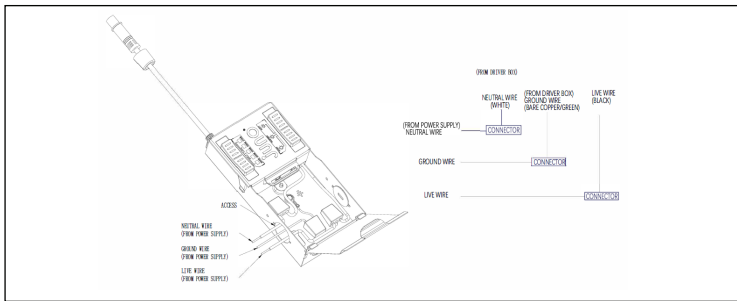 (FROM DRIVER BOX)
NEUTRAL WIRE
(WHITE)
(FROM DRIVER BOX)
GROUND WIRE
(BARE COPPER/GREEN)
LIVE WIRE
(BLACK)
(FROM POWER SUPPLY)
NEUTRAL WIRE
CONNECTOR
GROUND WIRE
CONNECTOR
LIVE WIRE
CONNECTOR
ACCESS
NEUTRAL WIRE
(FROM POWER SUPPLY)
GROUND WIRE
(FROM POWER SUPPLY)
LIVE WIRE
(FROM POWER SUPPLY)